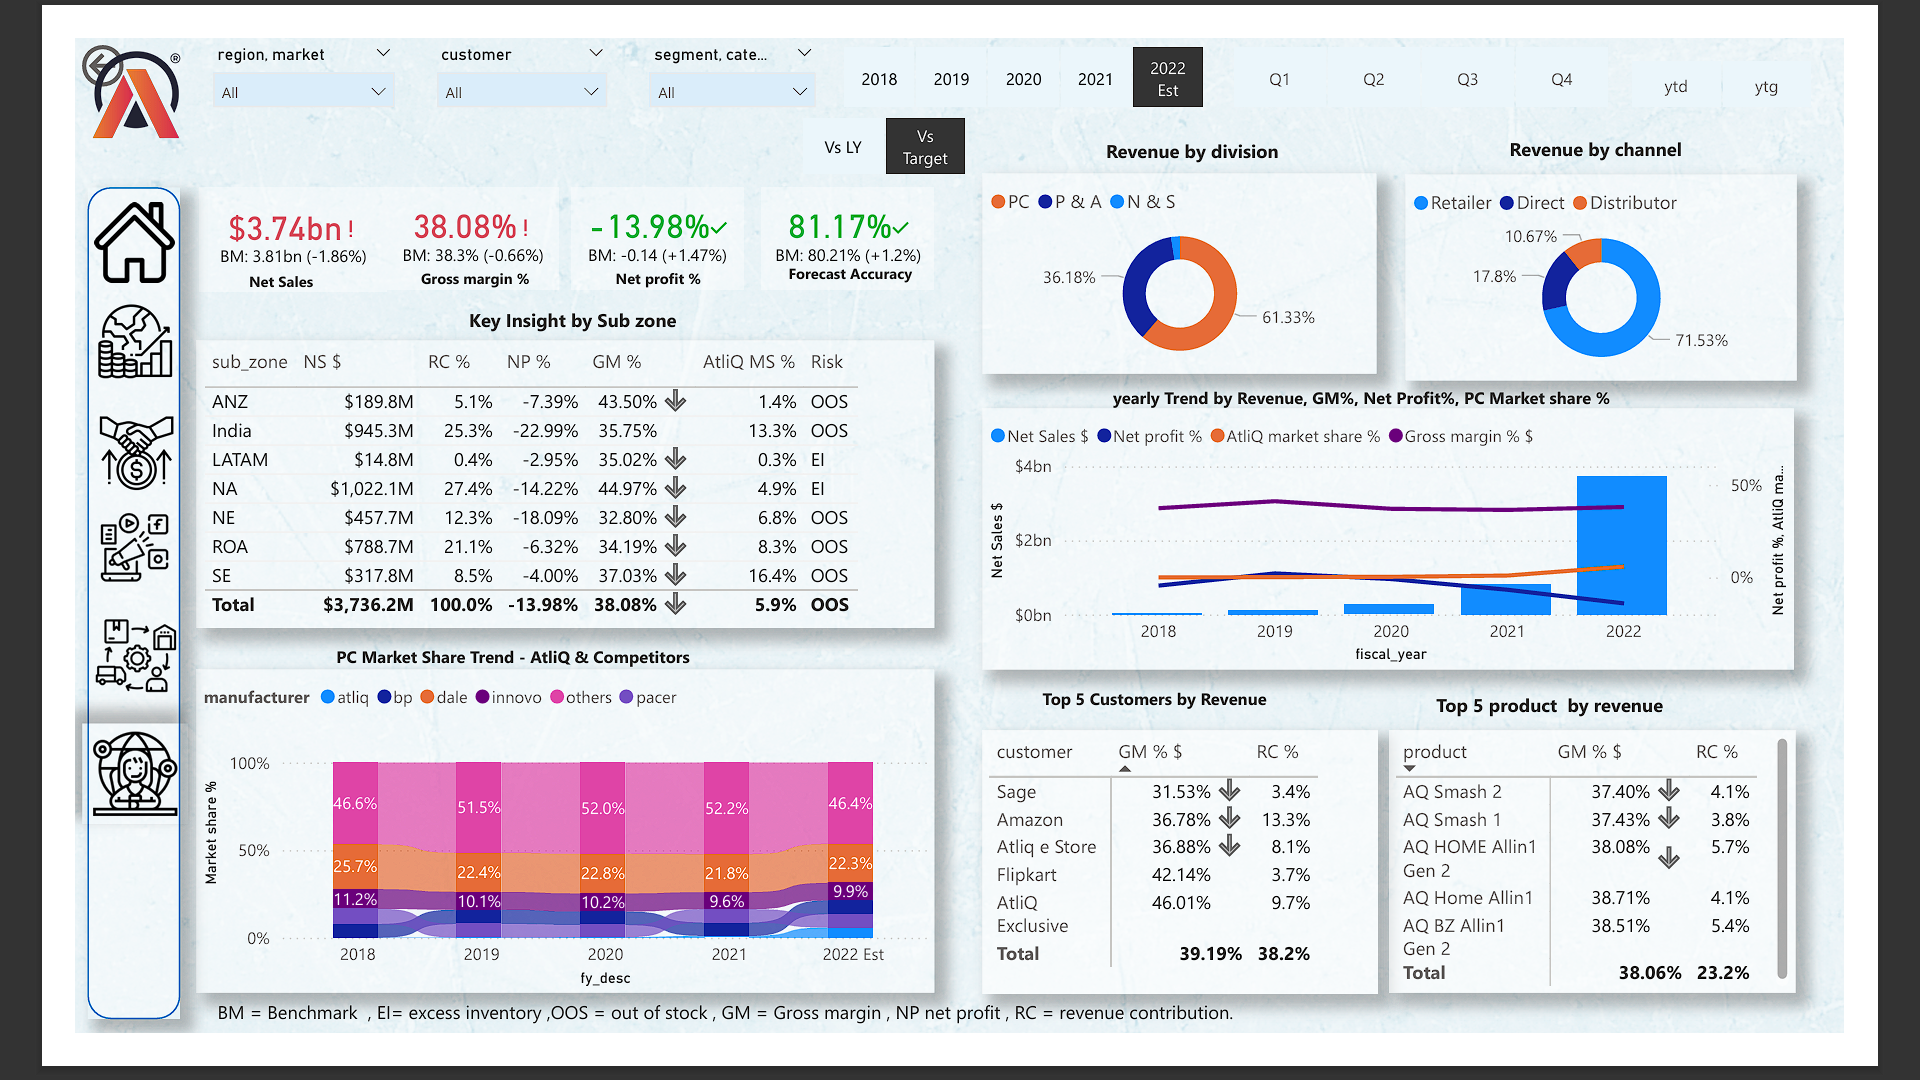 region, market
All
customer
All
segment, cate...
All
2018 2019 2020 2021 2022 Est
Q1 Q2 Q3 Q4
ytd ytg
®
Vs LY
Vs Target
$3.74bn !
BM: 3.81bn (-1.86%)
Net Sales
38.08% !
BM: 38.3% (-0.66%)
Gross margin %
-13.98%
BM: -0.14 (+1.47%)
Net profit %
81.17%
BM: 80.21% (+1.2%)
Forecast Accuracy
Key Insight by Sub zone
sub_zone NS $ RC % NP % GM % AtliQ MS % Risk
ANZ $189.8M 5.1% -7.39% 43.50% 1.4% OOS
India $945.3M 25.3% -22.99% 35.75% 13.3% OOS
LATAM $14.8M 0.4% -2.95% 35.02% 0.3% EI
NA $1,022.1M 27.4% -14.22% 44.97% 4.9% EI
NE $457.7M 12.3% -18.09% 32.80% 6.8% OOS
ROA $788.7M 21.1% -6.32% 34.19% 8.3% OOS
SE $317.8M 8.5% -4.00% 37.03% 16.4% OOS
Total $3,736.2M 100.0% -13.98% 38.08% 5.9% OOS
PC Market Share Trend - AtliQ & Competitors
manufacturer atliq bp dale innovo others pacer
Market share %
100%
50%
0%
46.6% 51.5% 52.0% 52.2% 46.4%
25.7% 22.4% 22.8% 21.8% 22.3%
11.2% 10.1% 10.2% 9.6% 9.9%
2018 2019 2020 2021 2022 Est
fy_desc
Revenue by division
PC P & A N & S
36.18%
61.33%
Revenue by channel
Retailer Direct Distributor
10.67%
17.8%
71.53%
yearly Trend by Revenue, GM%, Net Profit%, PC Market share %
Net Sales $ Net profit % AtliQ market share % Gross margin % $
Net Sales $
$4bn
$2bn
$0bn
50%
0%
Net profit %, AtliQ ma...
2018 2019 2020 2021 2022
fiscal_year
Top 5 Customers by Revenue
customer GM % $ RC %
Sage 31.53% 3.4%
Amazon 36.78% 13.3%
Atliq e Store 36.88% 8.1%
Flipkart 42.14% 3.7%
AtliQ 46.01% 9.7%
Exclusive
Total 39.19% 38.2%
Top 5 product by revenue
product GM % $ RC %
AQ Smash 2 37.40% 4.1%
AQ Smash 1 37.43% 3.8%
AQ HOME Allin1 38.08% 5.7%
Gen 2
AQ Home Allin1 38.71% 4.1%
AQ BZ Allin1 38.51% 5.4%
Gen 2
Total 38.06% 23.2%
BM = Benchmark , EI= excess inventory ,OOS = out of stock , GM = Gross margin , NP net profit , RC = revenue contribution.